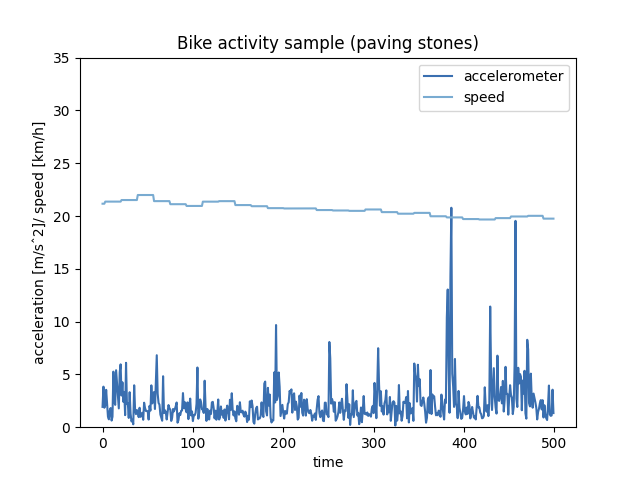 Bike activity sample (paving stones)
accelerometer
speed
acceleration [m/s^2]/ speed [km/h]
35
30
25
20
15
10
5
0
0 100 200 300 400 500
time